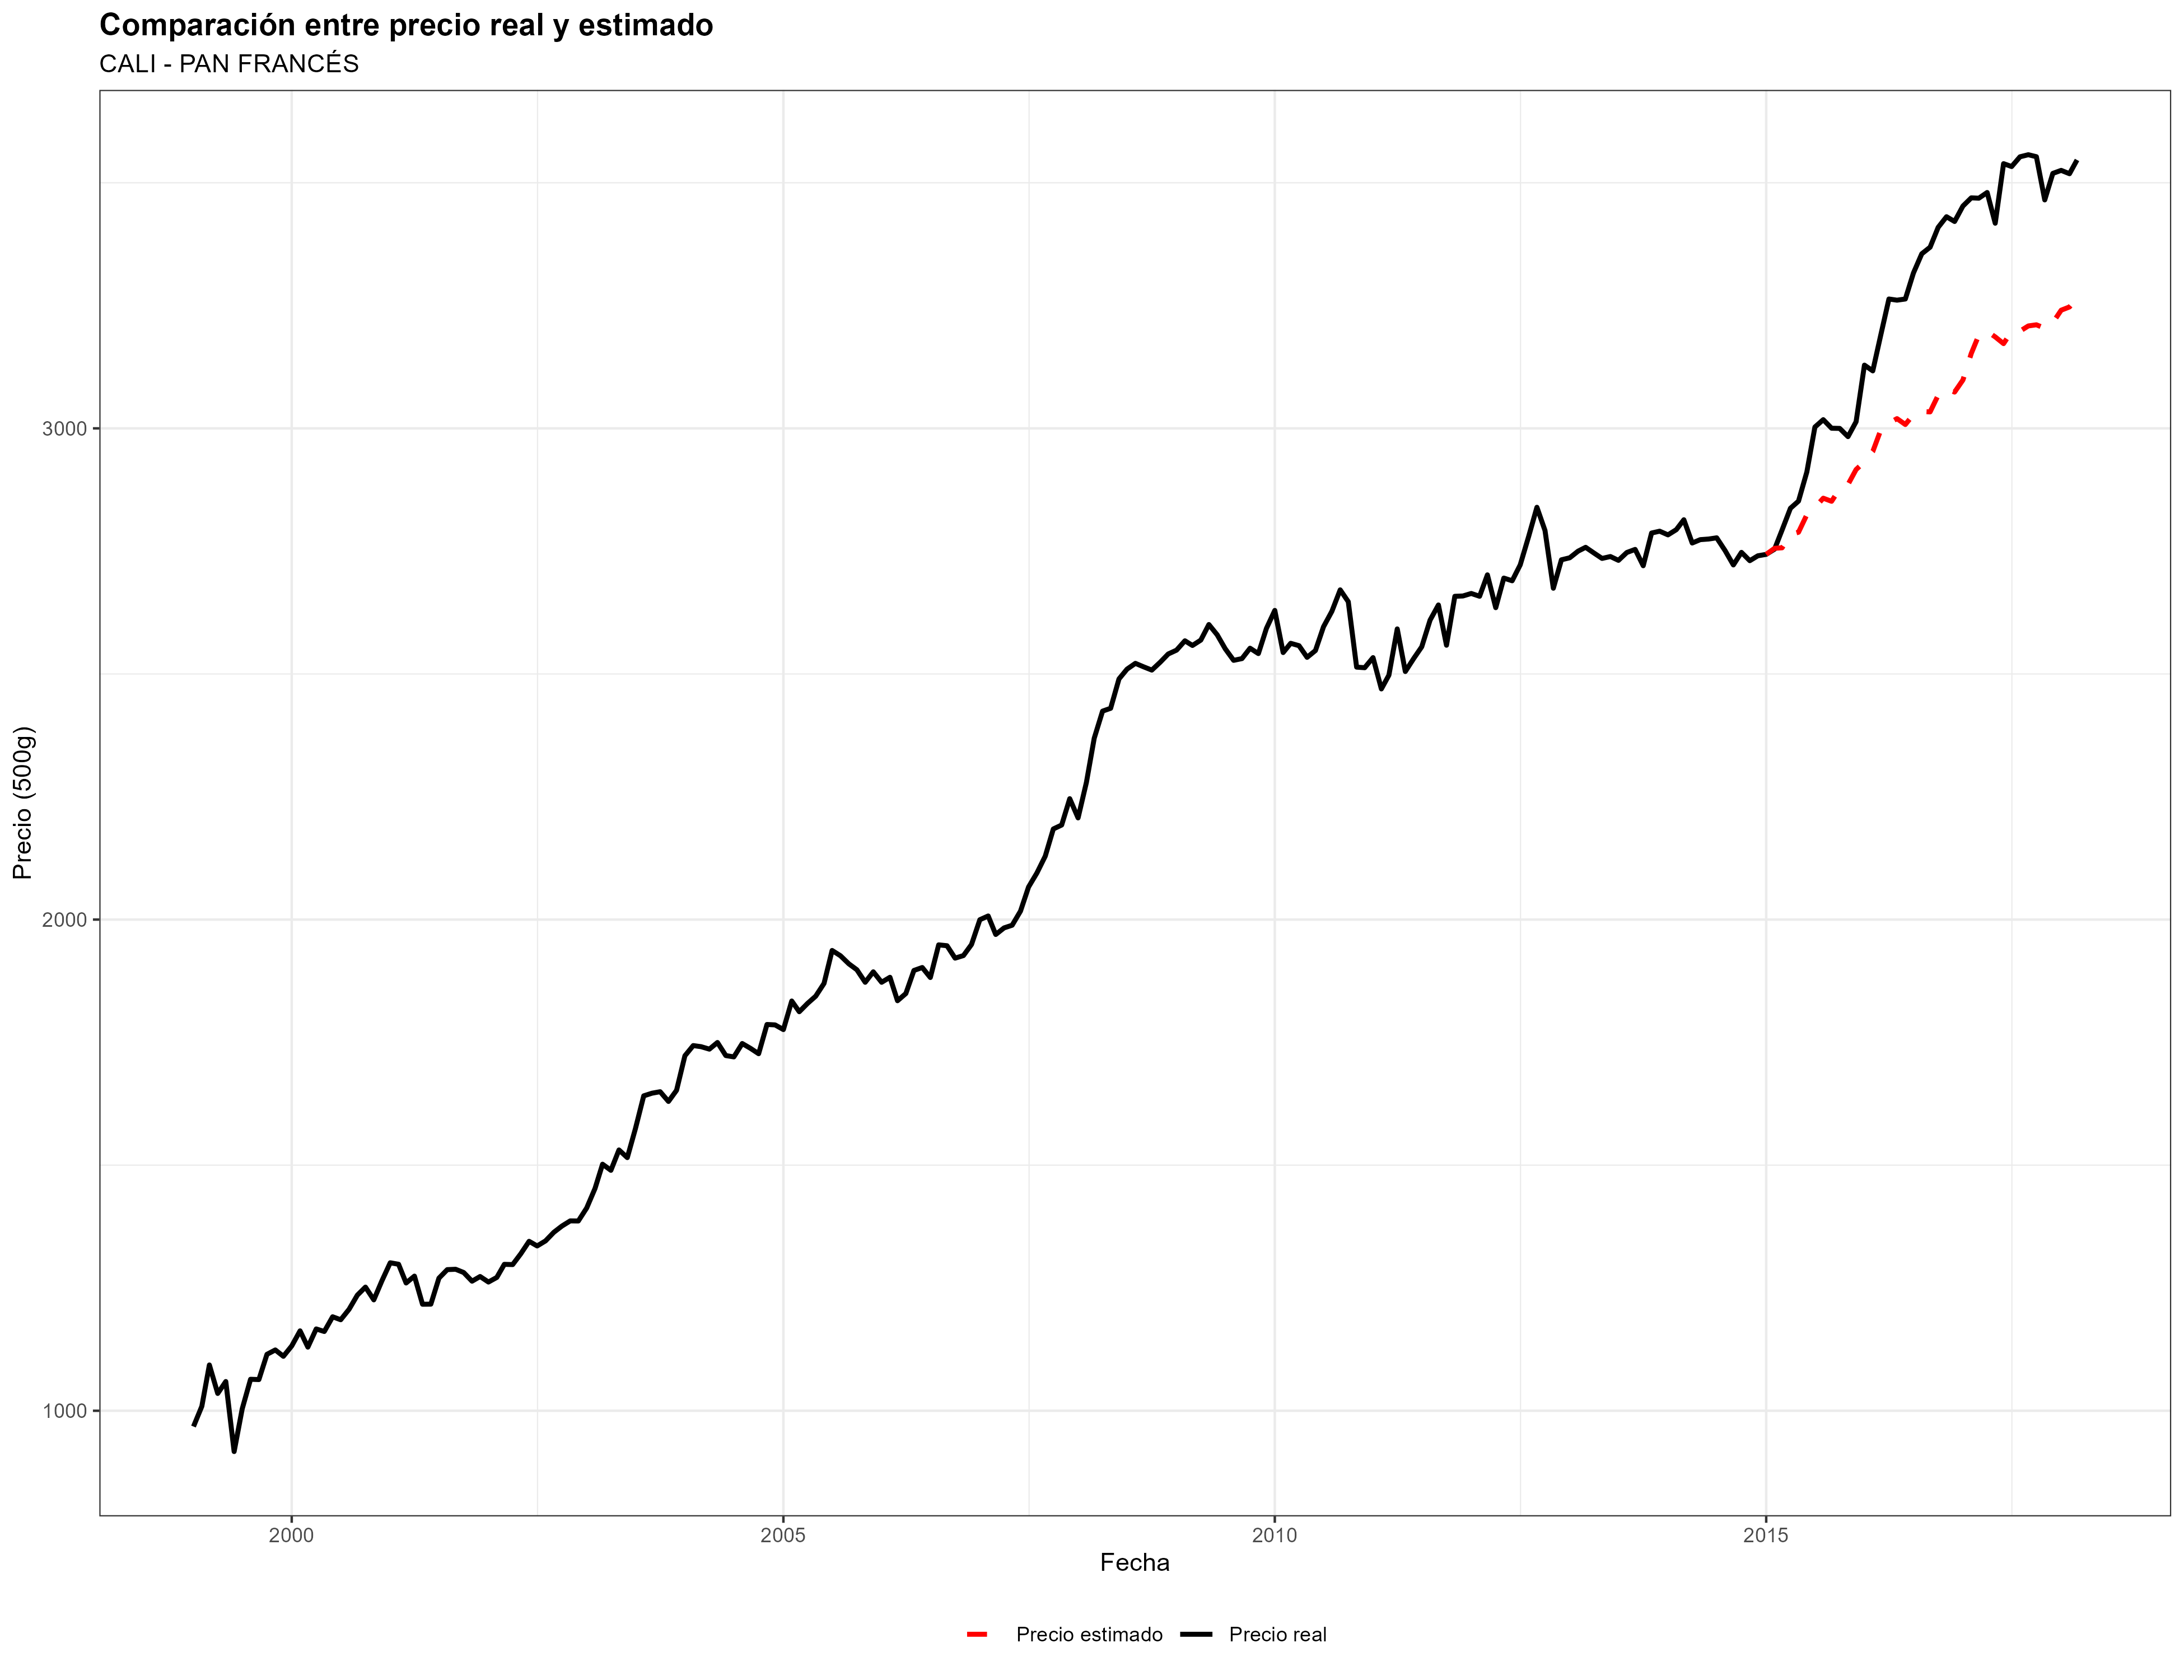 Comparación entre precio real y estimado
CALI - PAN FRANCÉS
Precio (500g)
3000
2000
1000
2000
2005
2010
2015
Fecha
Precio estimado
Precio real